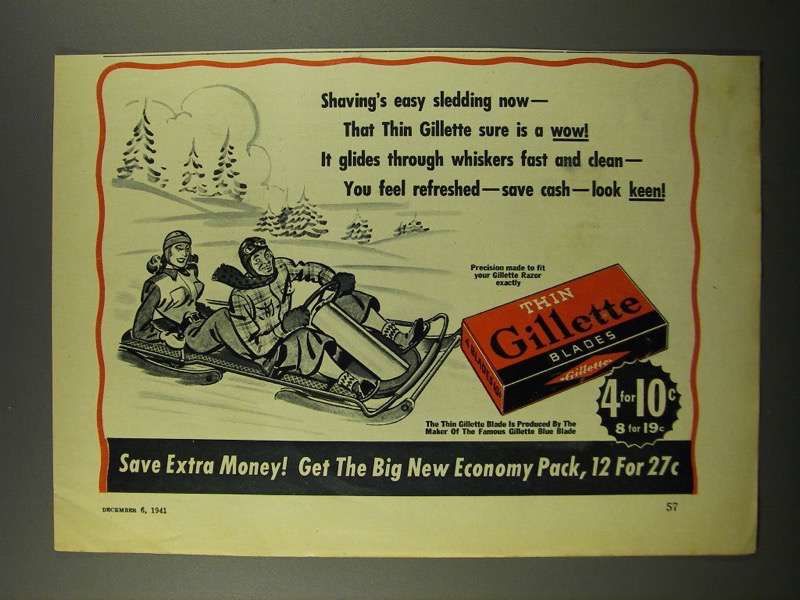 Shaving's easy sledding now—
That Thin Gillette sure is a wow!
It glides through whiskers fast and clean—
You feel refreshed—save cash—look keen!
Precision made to fit
your Gillette Razor
exactly
THIN
Gillette
BLADES
Gillette
4 for 10c
8 for 19c
The Thin Gillette Blade Is Produced By The
Maker Of The Famous Gillette Blue Blade
Save Extra Money! Get The Big New Economy Pack, 12 For 27c
DECEMBER 6, 1941
57